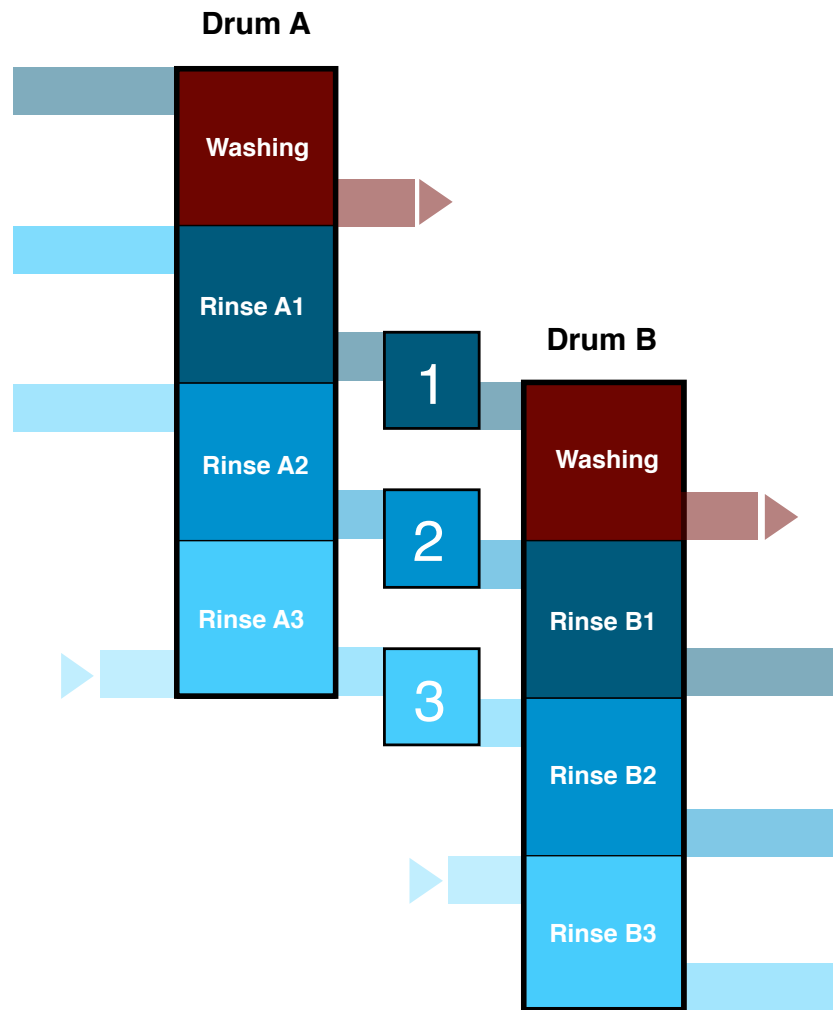 Drum A
Washing
Rinse A1
Rinse A2
Rinse A3
1
2
3
Drum B
Washing
Rinse B1
Rinse B2
Rinse B3